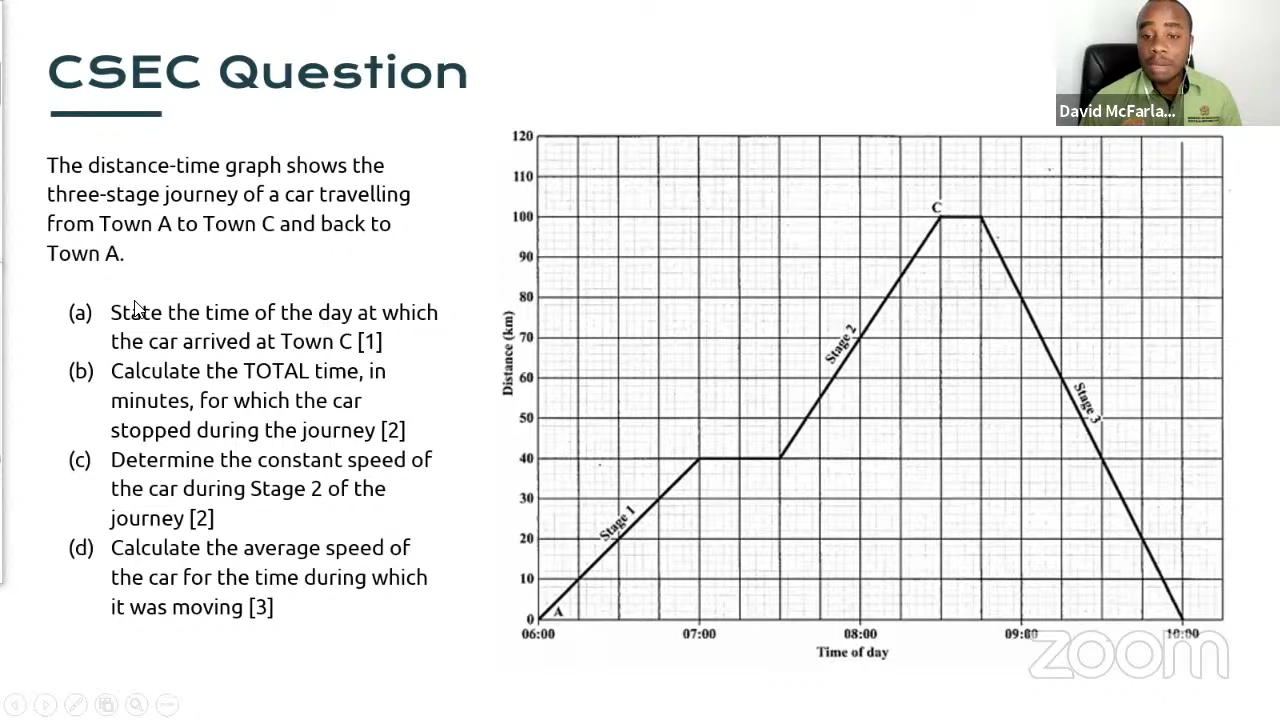 CSEC Question
David McFarla...
The distance-time graph shows the
three-stage journey of a car travelling
from Town A to Town C and back to
Town A.
(a) State the time of the day at which
the car arrived at Town C [1]
(b) Calculate the TOTAL time, in
minutes, for which the car
stopped during the journey [2]
(c) Determine the constant speed of
the car during Stage 2 of the
journey [2]
(d) Calculate the average speed of
the car for the time during which
it was moving [3]
120
110
100
90
80
70
60
50
40
30
20
10
0
Distance (km)
A
Stage 1
Stage 2
C
Stage 3
06:00 07:00 08:00 09:00 10:00
Time of day
zoom